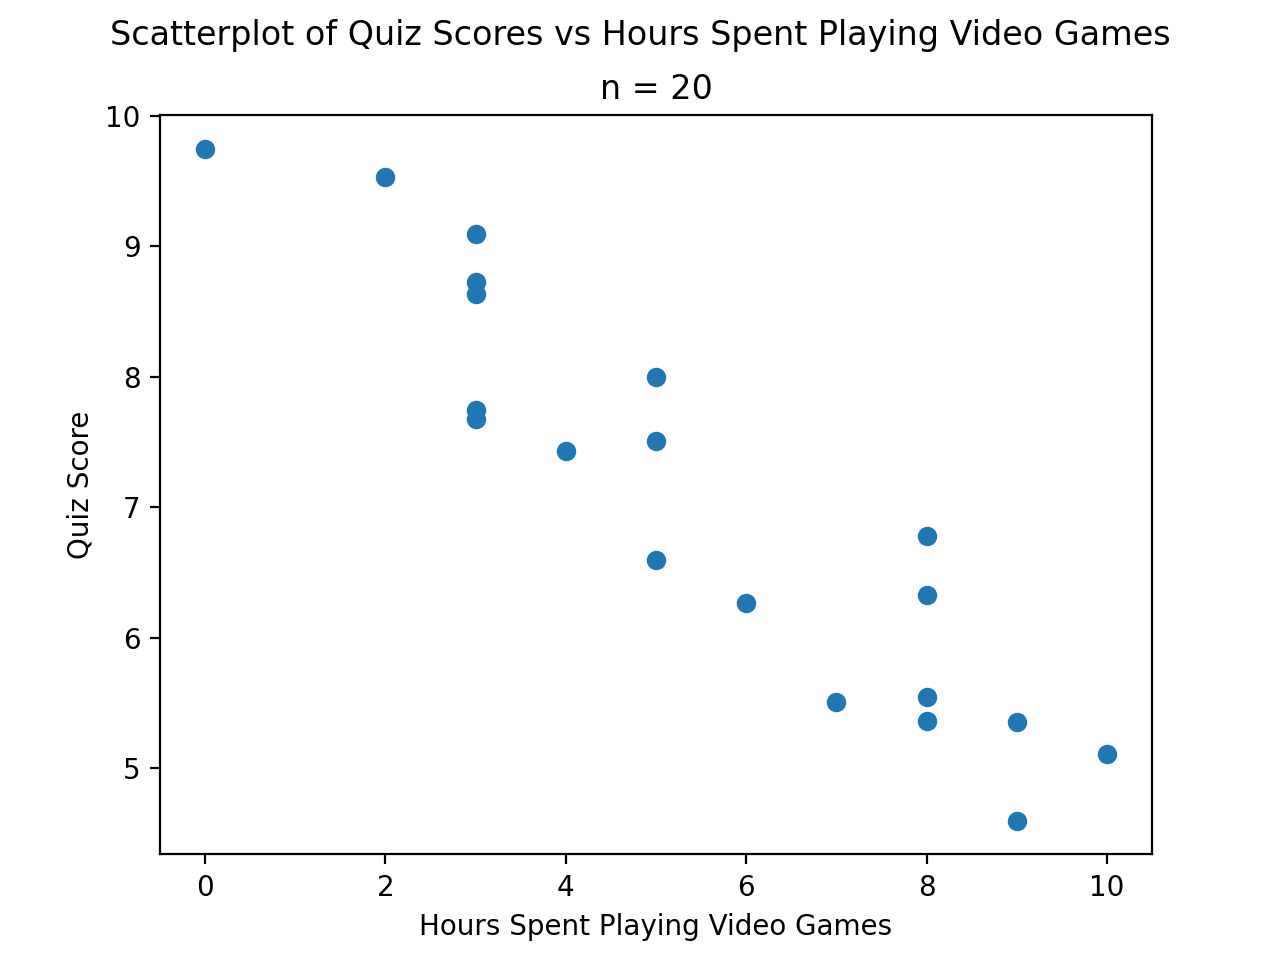 Scatterplot of Quiz Scores vs Hours Spent Playing Video Games
n = 20
10
9
8
7
6
5
Quiz Score
0 2 4 6 8 10
Hours Spent Playing Video Games